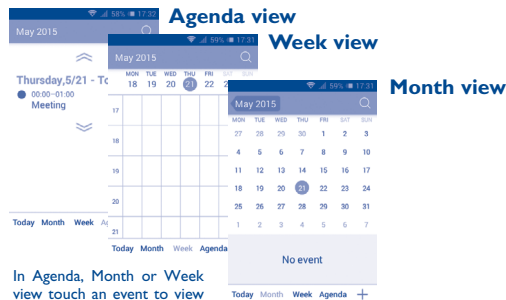 Agenda view
58% 17:32
May 2015
Thursday,5/21 - To
00:00–01:00
Meeting
Today Month Week
Week view
59% 17:31
May 2015
MON TUE WED THU FRI SAT SUN
18 19 20 21 22
17
18
19
20
21
Today Month Week Agenda
Month view
59% 17:31
May 2015
MON TUE WED THU FRI SAT SUN
27 28 29 30 1 2 3
4 5 6 7 8 9 10
11 12 13 14 15 16 17
18 19 20 21 22 23 24
25 26 27 28 29 30 31
1 2 3 4 5 6 7
No event
Today Month Week Agenda +
In Agenda, Month or Week
view touch an event to view